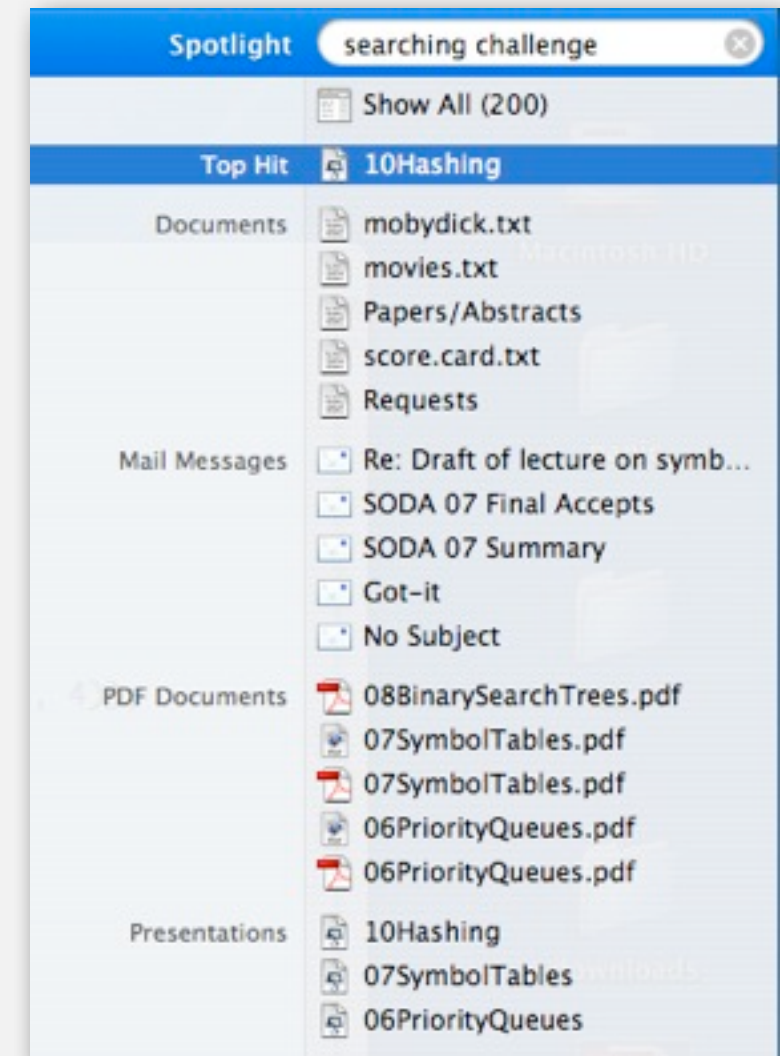 Spotlight searching challenge
Show All (200)
Top Hit 10Hashing
Documents mobydick.txt
movies.txt
Macintosh HD
Papers/Abstracts
score.card.txt
Requests
Mail Messages Re: Draft of lecture on symb...
SODA 07 Final Accepts
SODA 07 Summary
Got-it
No Subject
PDF Documents 08BinarySearchTrees.pdf
07SymbolTables.pdf
07SymbolTables.pdf
06PriorityQueues.pdf
06PriorityQueues.pdf
Presentations 10Hashing
07SymbolTables
06PriorityQueues